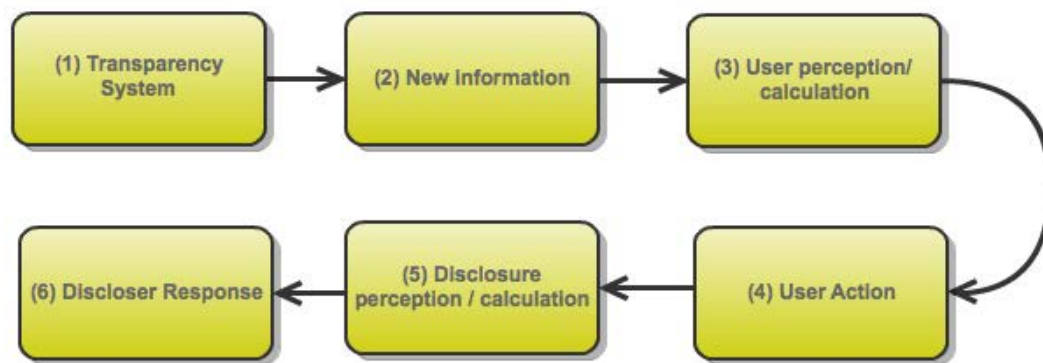 (1) Transparency
System
(2) New information
(3) User perception/
calculation
(4) User Action
(5) Disclosure
perception / calculation
(6) Discloser Response